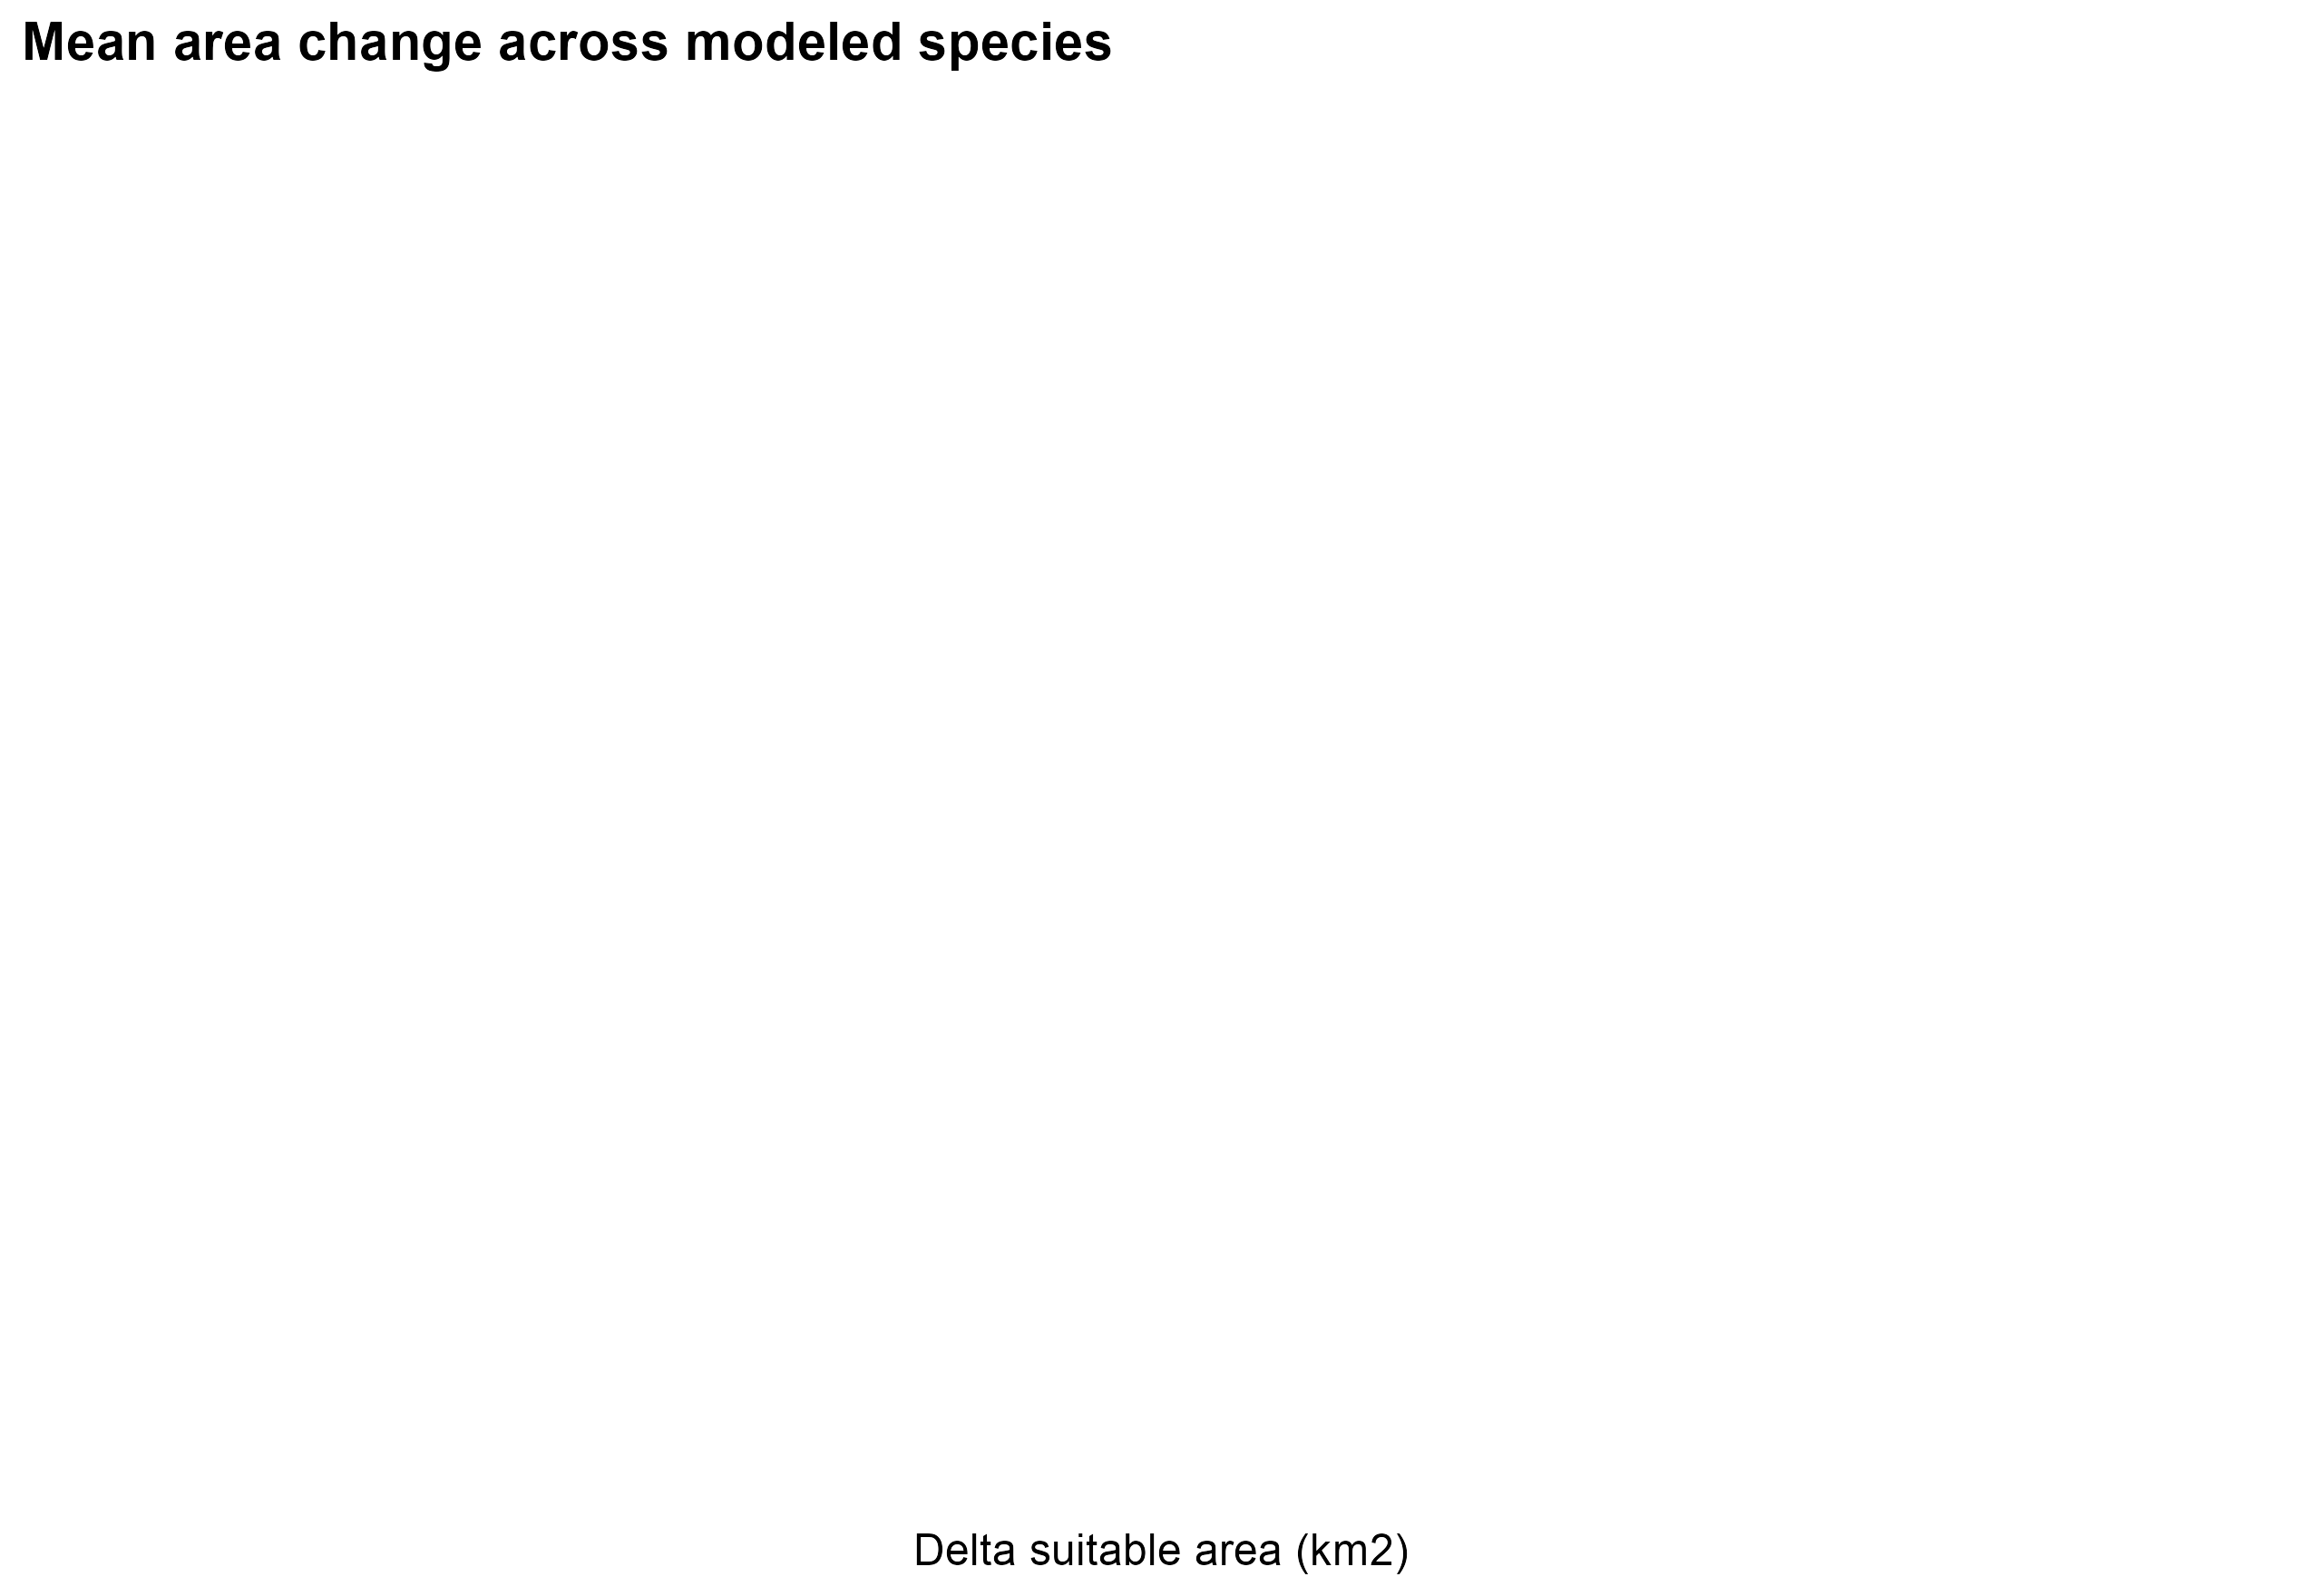 Mean area change across modeled species
Delta suitable area (km2)